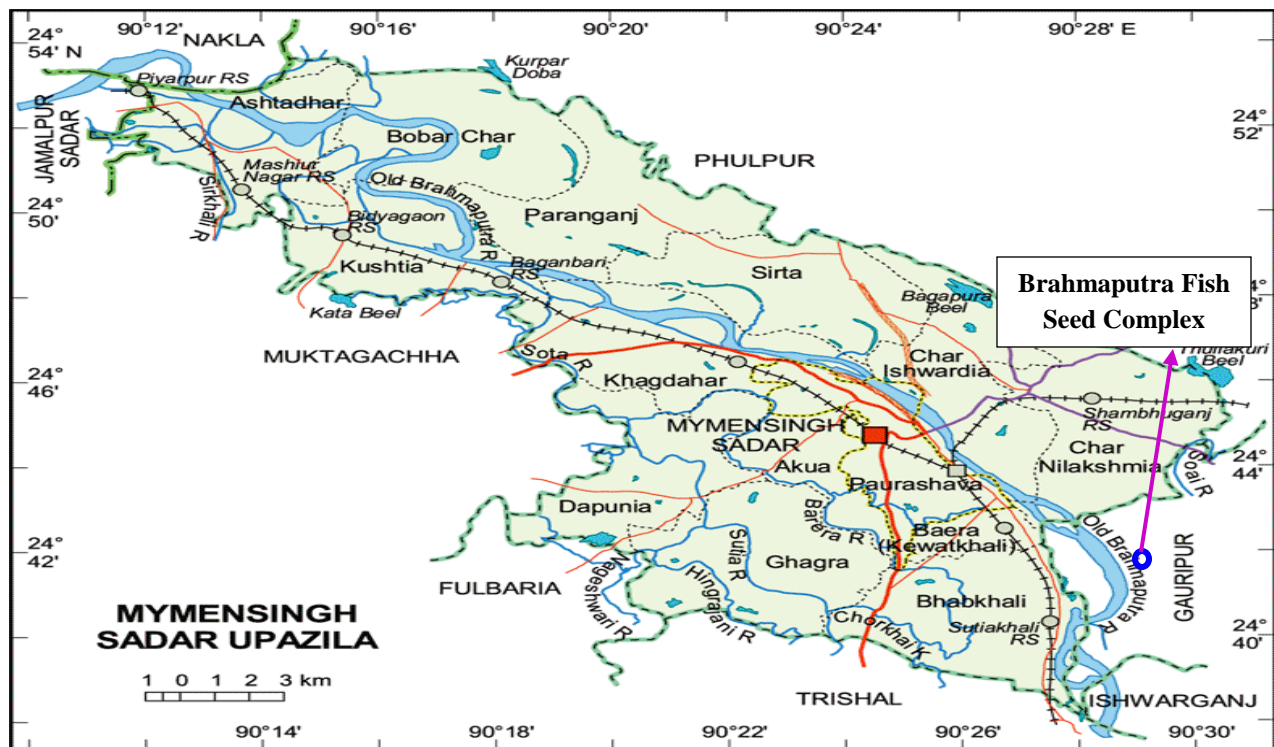 90°12'
90°16'
90°20'
90°24'
90°28' E
24°
54' N
NAKLA
Piyarpur RS
Kurpar
Doba
Ashtadhar
JAMALPUR
SADAR
Bobar Char
24°
52'
PHULPUR
Mashiur
Nagar RS
Sirkhali R
Old Brahmaputra R
24°
50'
Bidyagaon
RS
Paranganj
Kushtia
Baganbari
RS
Sirta
Kata Beel
Bagapura
Beel
Brahmaputra Fish
Seed Complex
8'
Beel
MUKTAGACHHA
Sota
R
Char
Ishwardia
24°
46'
Khagdahar
Shambhuganj
RS
MYMENSINGH
SADAR
Akua
Char
Nilakshmia
Soai R
24°
44'
Paurashava
Dapunia
Barera R
Baera
(Kewatkhali)
Old Brahmaputra R
24°
42'
Sutia R
Ghagra
GAURIPUR
FULBARIA
Nageshwari R
Hingrajani R
Bhabkhali
MYMENSINGH
SADAR UPAZILA
Chorkhai K
Sutiakhali
RS
24°
40'
1 0 1 2 3 km
TRISHAL
ISHWARGANJ
90°14'
90°18'
90°22'
90°26'
90°30'